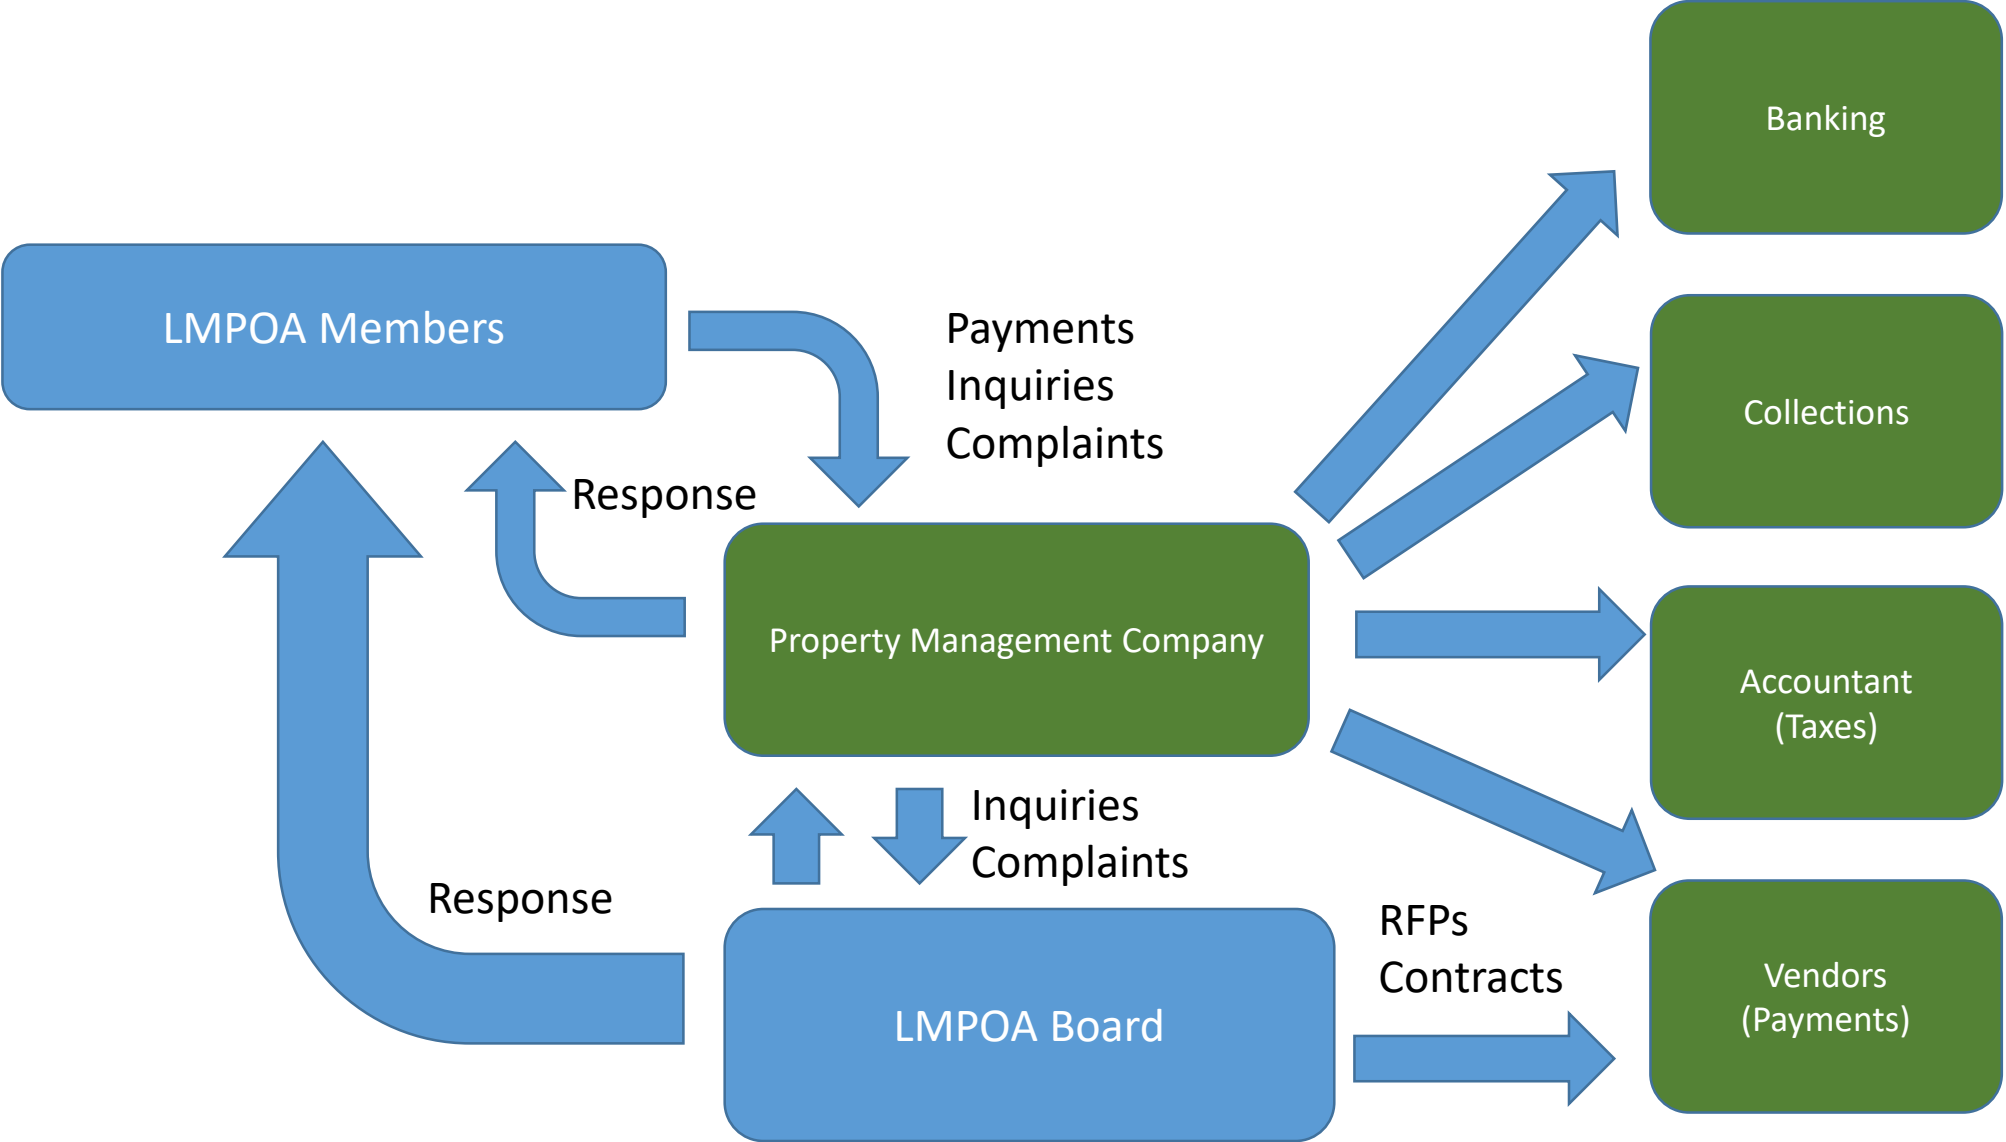 Banking
LMPOA Members
Payments
Inquiries
Complaints
Collections
Response
Property Management Company
Accountant
(Taxes)
Inquiries
Complaints
Response
RFPs
Contracts
LMPOA Board
Vendors
(Payments)